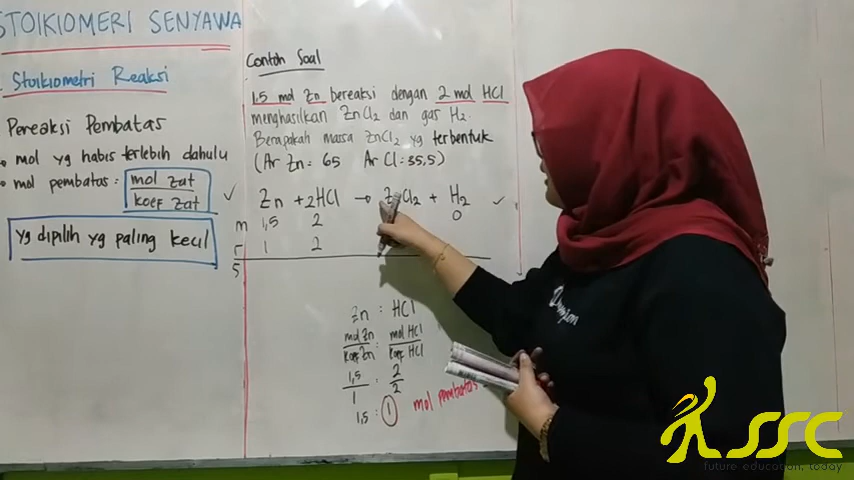 STOIKIOMERI SENYAWA
Stoikiometri Reaksi
Pereaksi Pembatas
• mol yg habis terlebih dahulu
• mol pembatas = mol zat
koef zat
yg dipilih yg paling kecil
Contoh Soal
1.5 mol Zn bereaksi dengan 2 mol HCl
menghasilkan ZnCl2 dan gas H2.
Berapakah massa ZnCl2 yg terbentuk
(Ar Zn = 65 Ar Cl = 35,5)
Zn + 2HCl → ZnCl2 + H2
m 1,5 2 0
r 1 2
s
Zn : HCl
mol Zn : mol HCl
koef Zn koef HCl
1,5 : 2
1 2
1,5 : 1 mol pembatas
Champion
SSC
future education, today